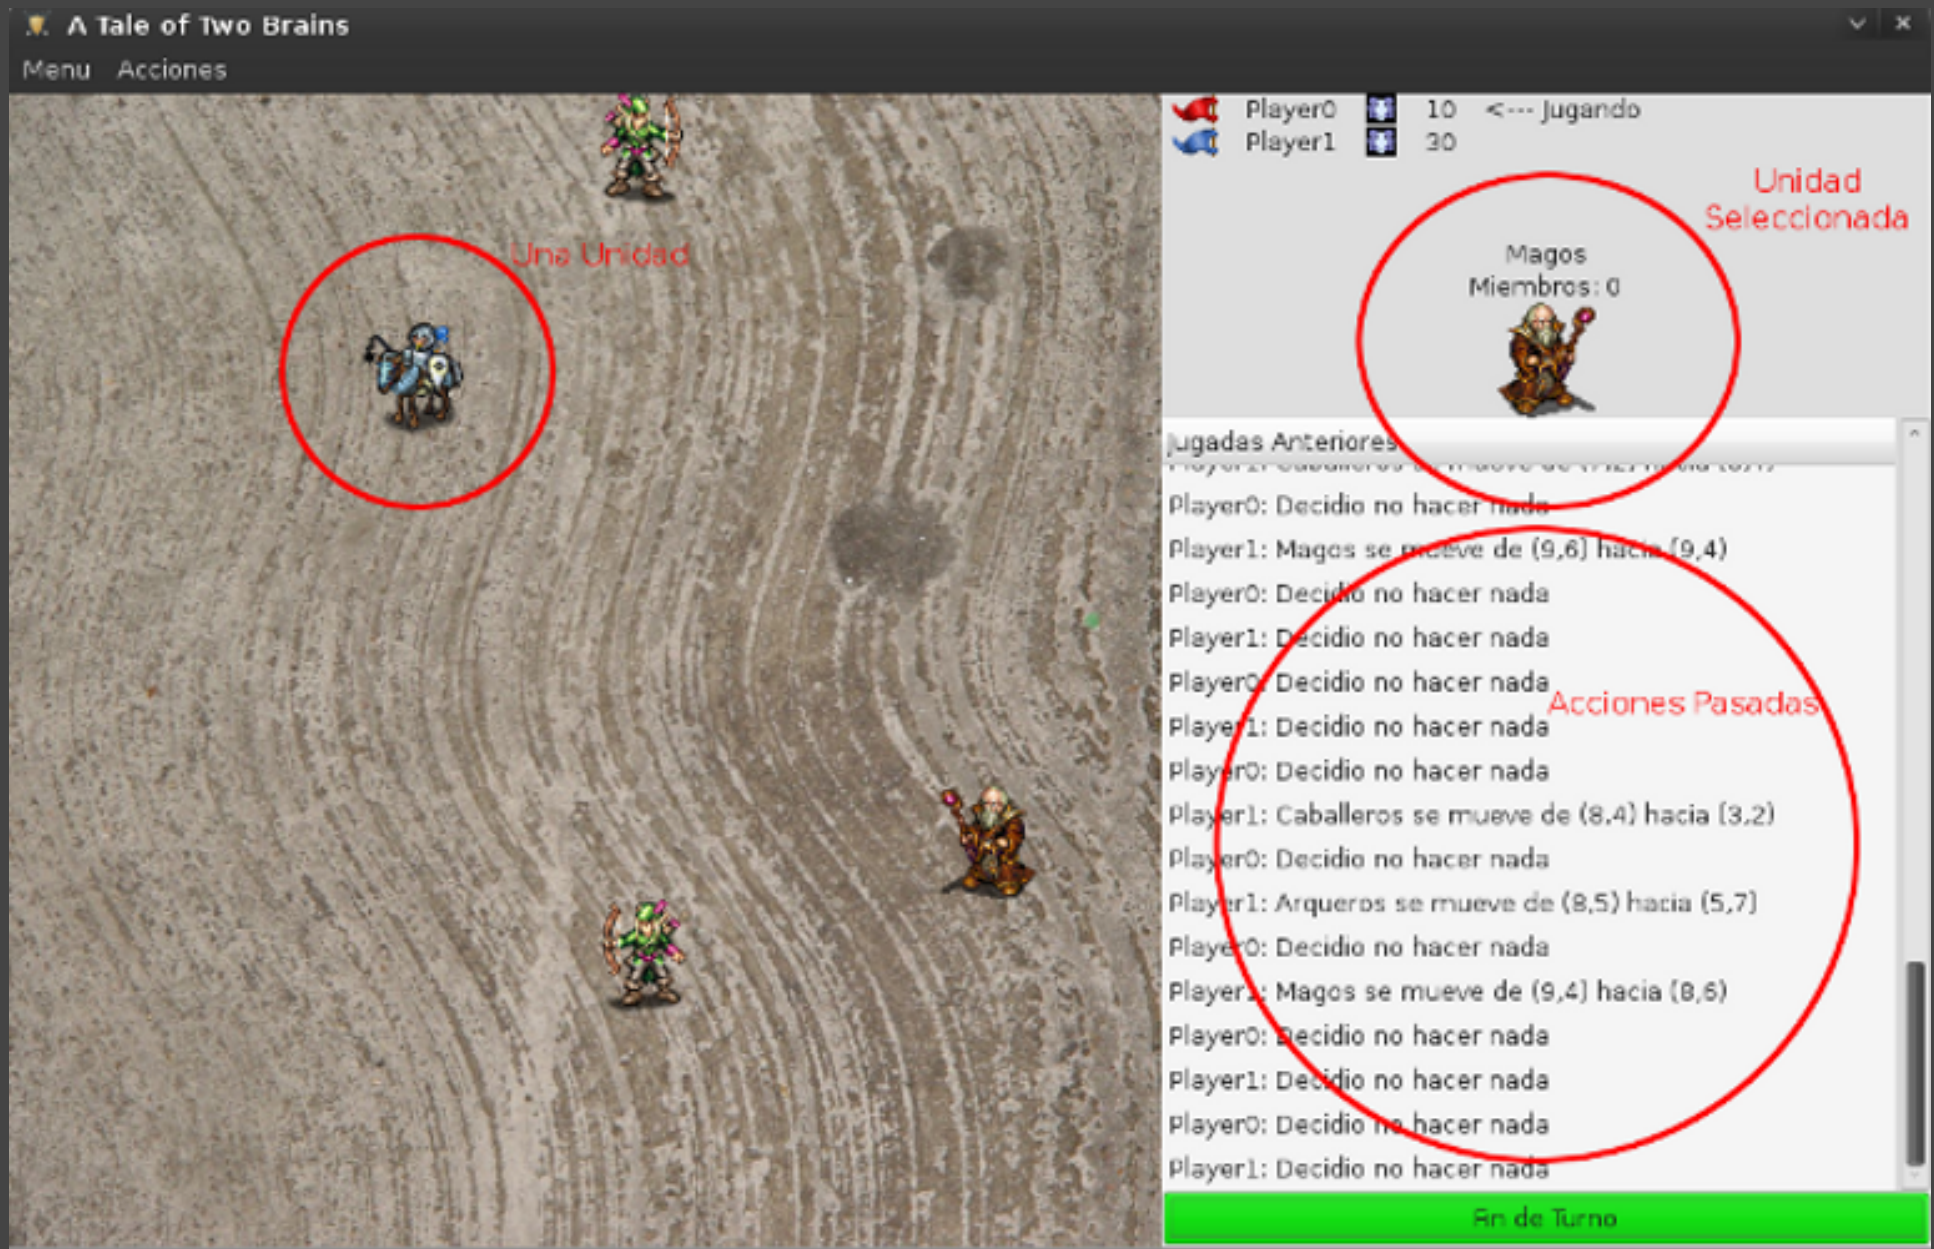 A Tale of Two Brains
Menu Acciones
Player0 10 <--- Jugando
Player1 30
Unidad
Seleccionada
Una Unidad
Magos
Miembros: 0
Jugadas Anteriores
Player0: Decidio no hacer nada
Player1: Magos se mueve de (9,6) hacia (9,4)
Player0: Decidio no hacer nada
Player1: Decidio no hacer nada
Player0: Decidio no hacer nada
Acciones Pasadas
Player1: Decidio no hacer nada
Player0: Decidio no hacer nada
Player1: Caballeros se mueve de (8,4) hacia (3,2)
Player0: Decidio no hacer nada
Player1: Arqueros se mueve de (8,5) hacia (5,7)
Player0: Decidio no hacer nada
Player1: Magos se mueve de (9,4) hacia (8,6)
Player0: Decidio no hacer nada
Player1: Decidio no hacer nada
Player0: Decidio no hacer nada
Player1: Decidio no hacer nada
Fin de Turno